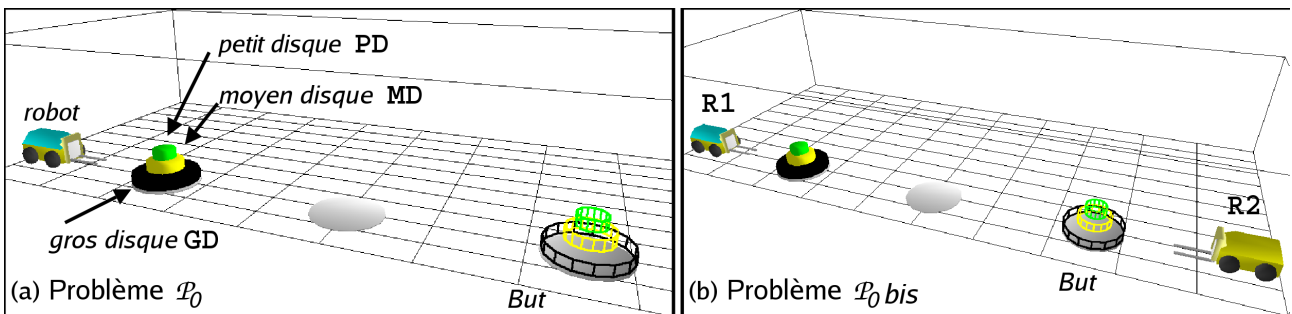 petit disque PD
moyen disque MD
robot
gros disque GD
(a) Problème 𝒫0
But
R1
R2
(b) Problème 𝒫0 bis
But